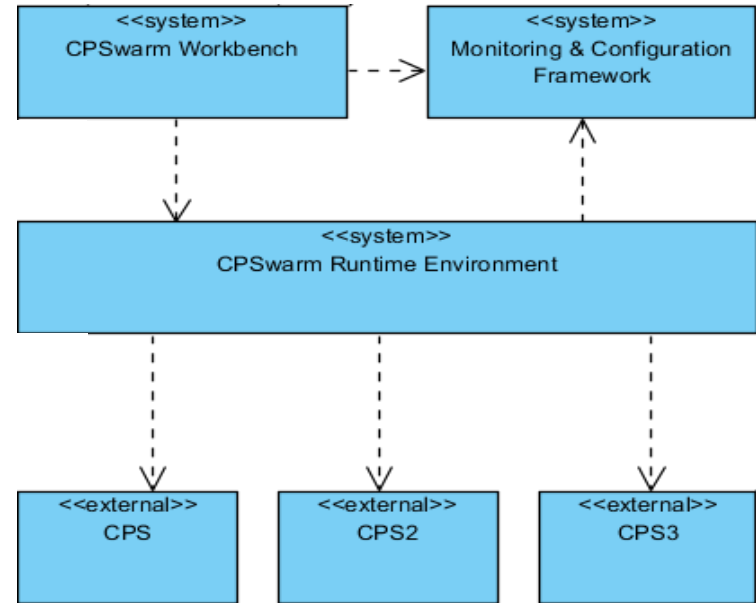 <<system>>
CPSwarm Workbench
<<system>>
Monitoring & Configuration
Framework
<<system>>
CPSwarm Runtime Environment
<<external>>
CPS
<<external>>
CPS2
<<external>>
CPS3